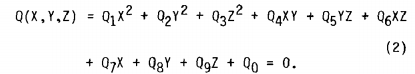 Q(X,Y,Z) = Q₁X² + Q₂Y² + Q₃Z² + Q₄XY + Q₅YZ + Q₆XZ
(2)
+ Q₇X + Q₈Y + Q₉Z + Q₀ = 0.